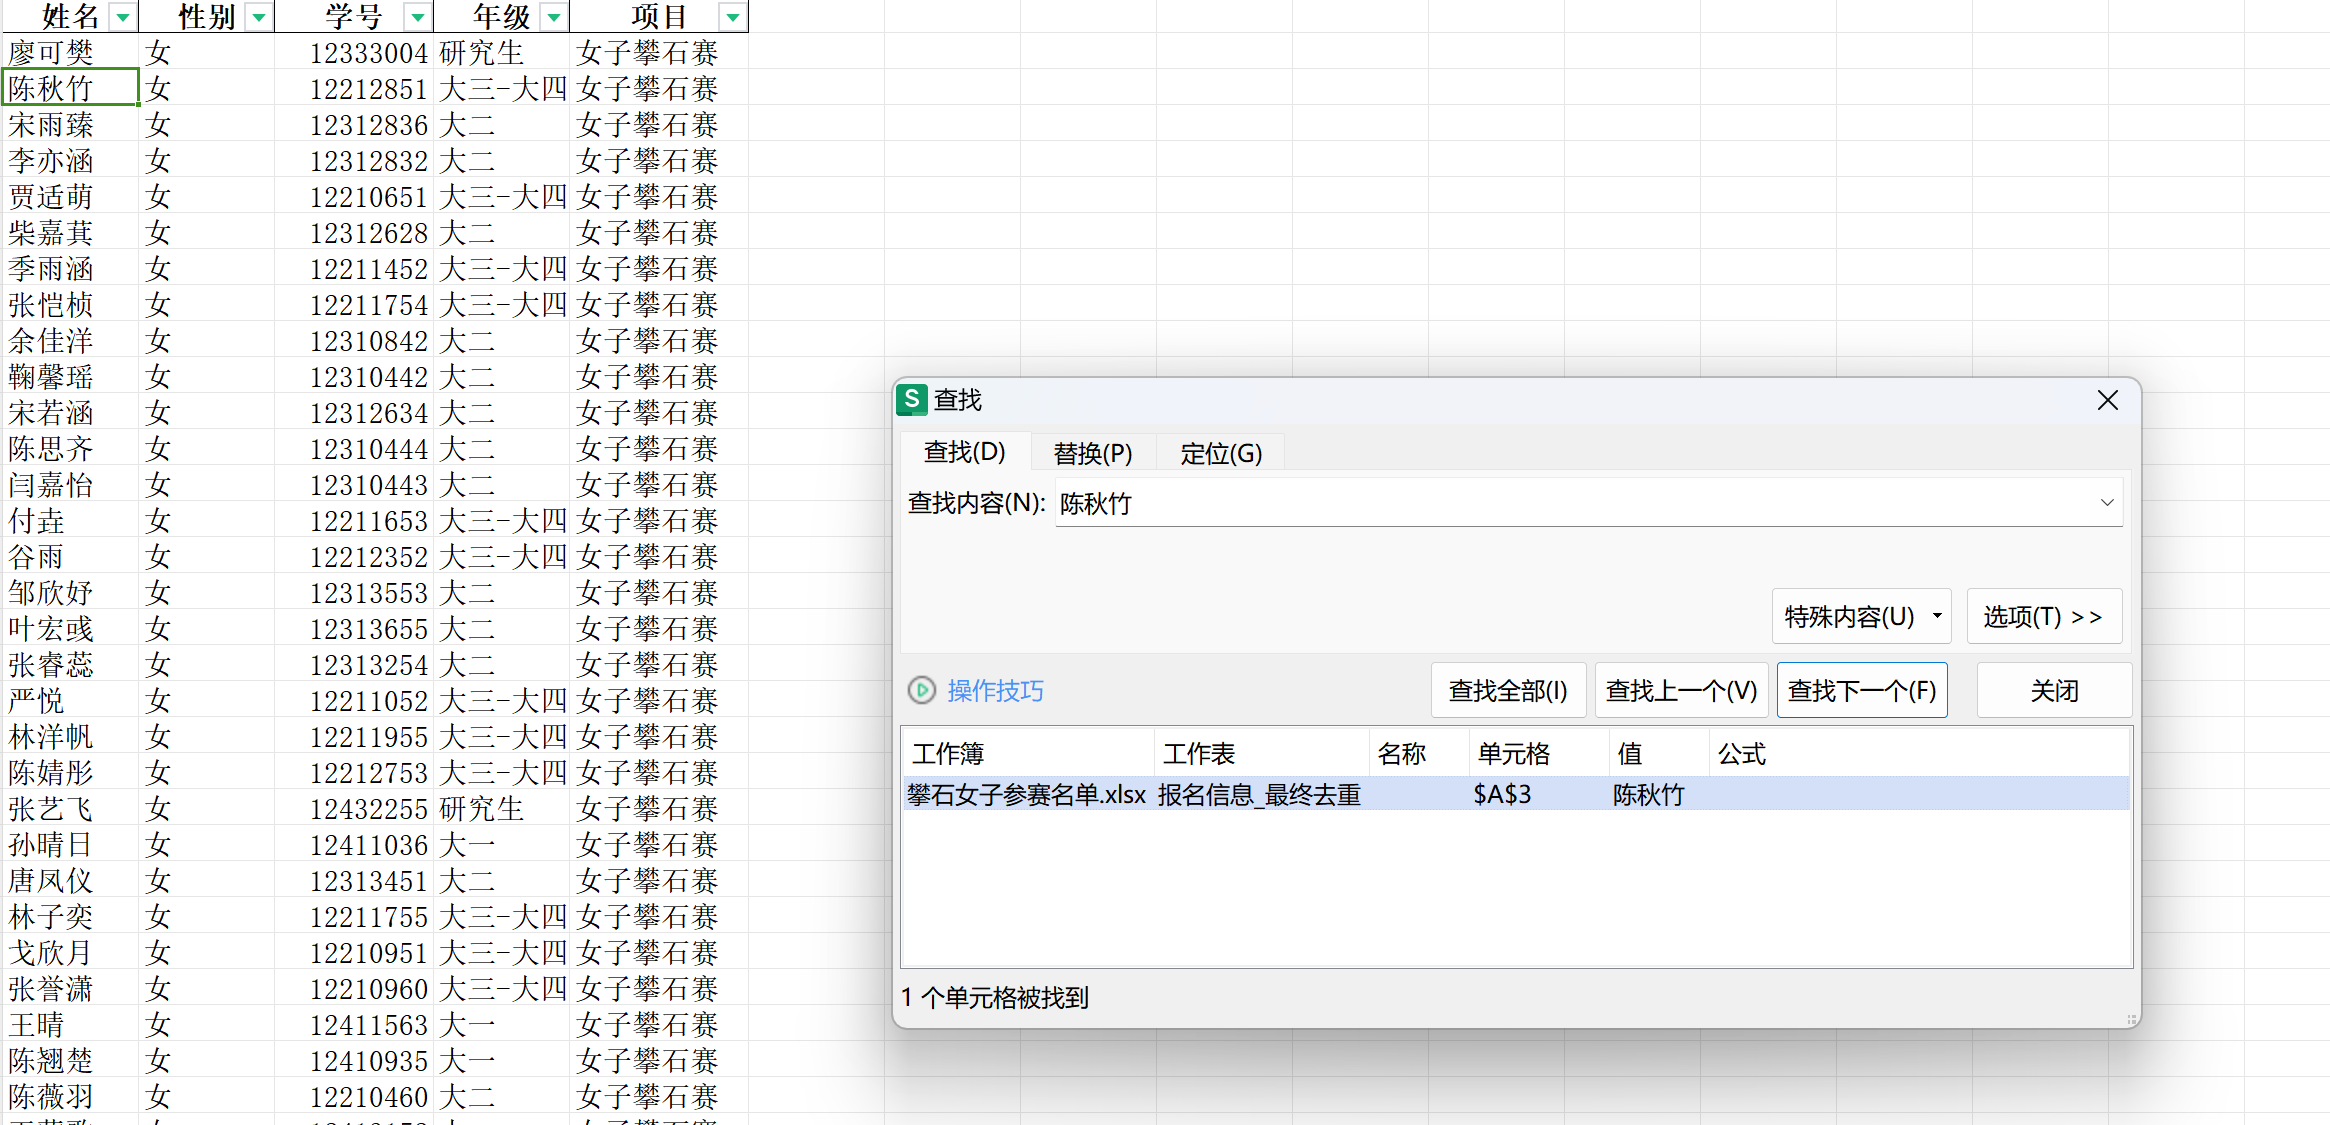 姓名 性别 学号 年级 项目
廖可樊 女 12333004 研究生 女子攀石赛
陈秋竹 女 12212851 大三-大四 女子攀石赛
宋雨臻 女 12312836 大二 女子攀石赛
李亦涵 女 12312832 大二 女子攀石赛
贾适萌 女 12210651 大三-大四 女子攀石赛
柴嘉萁 女 12312628 大二 女子攀石赛
季雨涵 女 12211452 大三-大四 女子攀石赛
张恺桢 女 12211754 大三-大四 女子攀石赛
余佳洋 女 12310842 大二 女子攀石赛
鞠馨瑶 女 12310442 大二 女子攀石赛
宋若涵 女 12312634 大二 女子攀石赛
陈思齐 女 12310444 大二 女子攀石赛
闫嘉怡 女 12310443 大二 女子攀石赛
付垚 女 12211653 大三-大四 女子攀石赛
谷雨 女 12212352 大三-大四 女子攀石赛
邹欣妤 女 12313553 大二 女子攀石赛
叶宏彧 女 12313655 大二 女子攀石赛
张睿蕊 女 12313254 大二 女子攀石赛
严悦 女 12211052 大三-大四 女子攀石赛
林洋帆 女 12211955 大三-大四 女子攀石赛
陈婧彤 女 12212753 大三-大四 女子攀石赛
张艺飞 女 12432255 研究生 女子攀石赛
孙晴日 女 12411036 大一 女子攀石赛
唐凤仪 女 12313451 大二 女子攀石赛
林子奕 女 12211755 大三-大四 女子攀石赛
戈欣月 女 12210951 大三-大四 女子攀石赛
张誉潇 女 12210960 大三-大四 女子攀石赛
王晴 女 12411563 大一 女子攀石赛
陈翘楚 女 12410935 大一 女子攀石赛
陈薇羽 女 12210460 大二 女子攀石赛
S 查找
查找(D) 替换(P) 定位(G)
查找内容(N): 陈秋竹
特殊内容(U) 选项(T) >>
操作技巧 查找全部(I) 查找上一个(V) 查找下一个(F) 关闭
工作簿 工作表 名称 单元格 值 公式
攀石女子参赛名单.xlsx 报名信息_最终去重 $A$3 陈秋竹
1 个单元格被找到